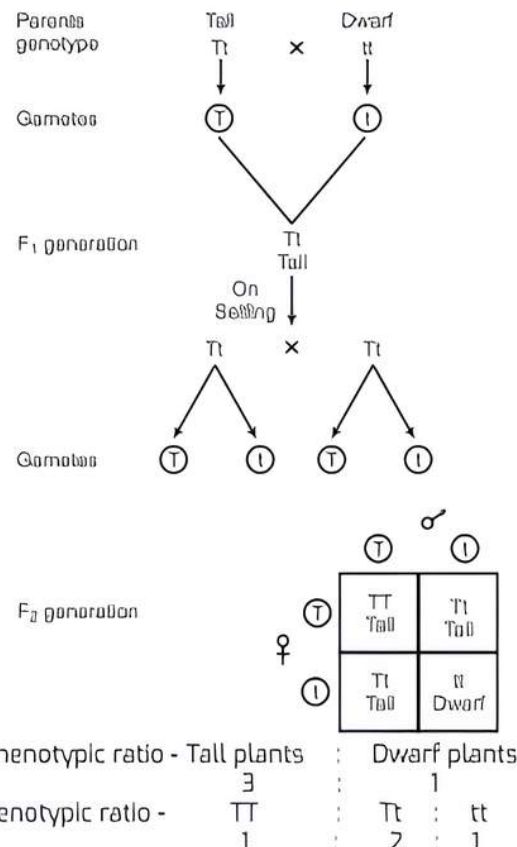 Parents Tall Dwarf
genotype Tt × tt
Gametes T t
F₁ generation Tt
Tall
On
Selfing
Tt × Tt
Gametes T t T t
♂
T t
F₂ generation T TT Tt
Tall Tall
♀
t Tt tt
Tall Dwarf
henotypic ratio - Tall plants : Dwarf plants
3 : 1
enotypic ratio - TT : Tt : tt
1 : 2 : 1